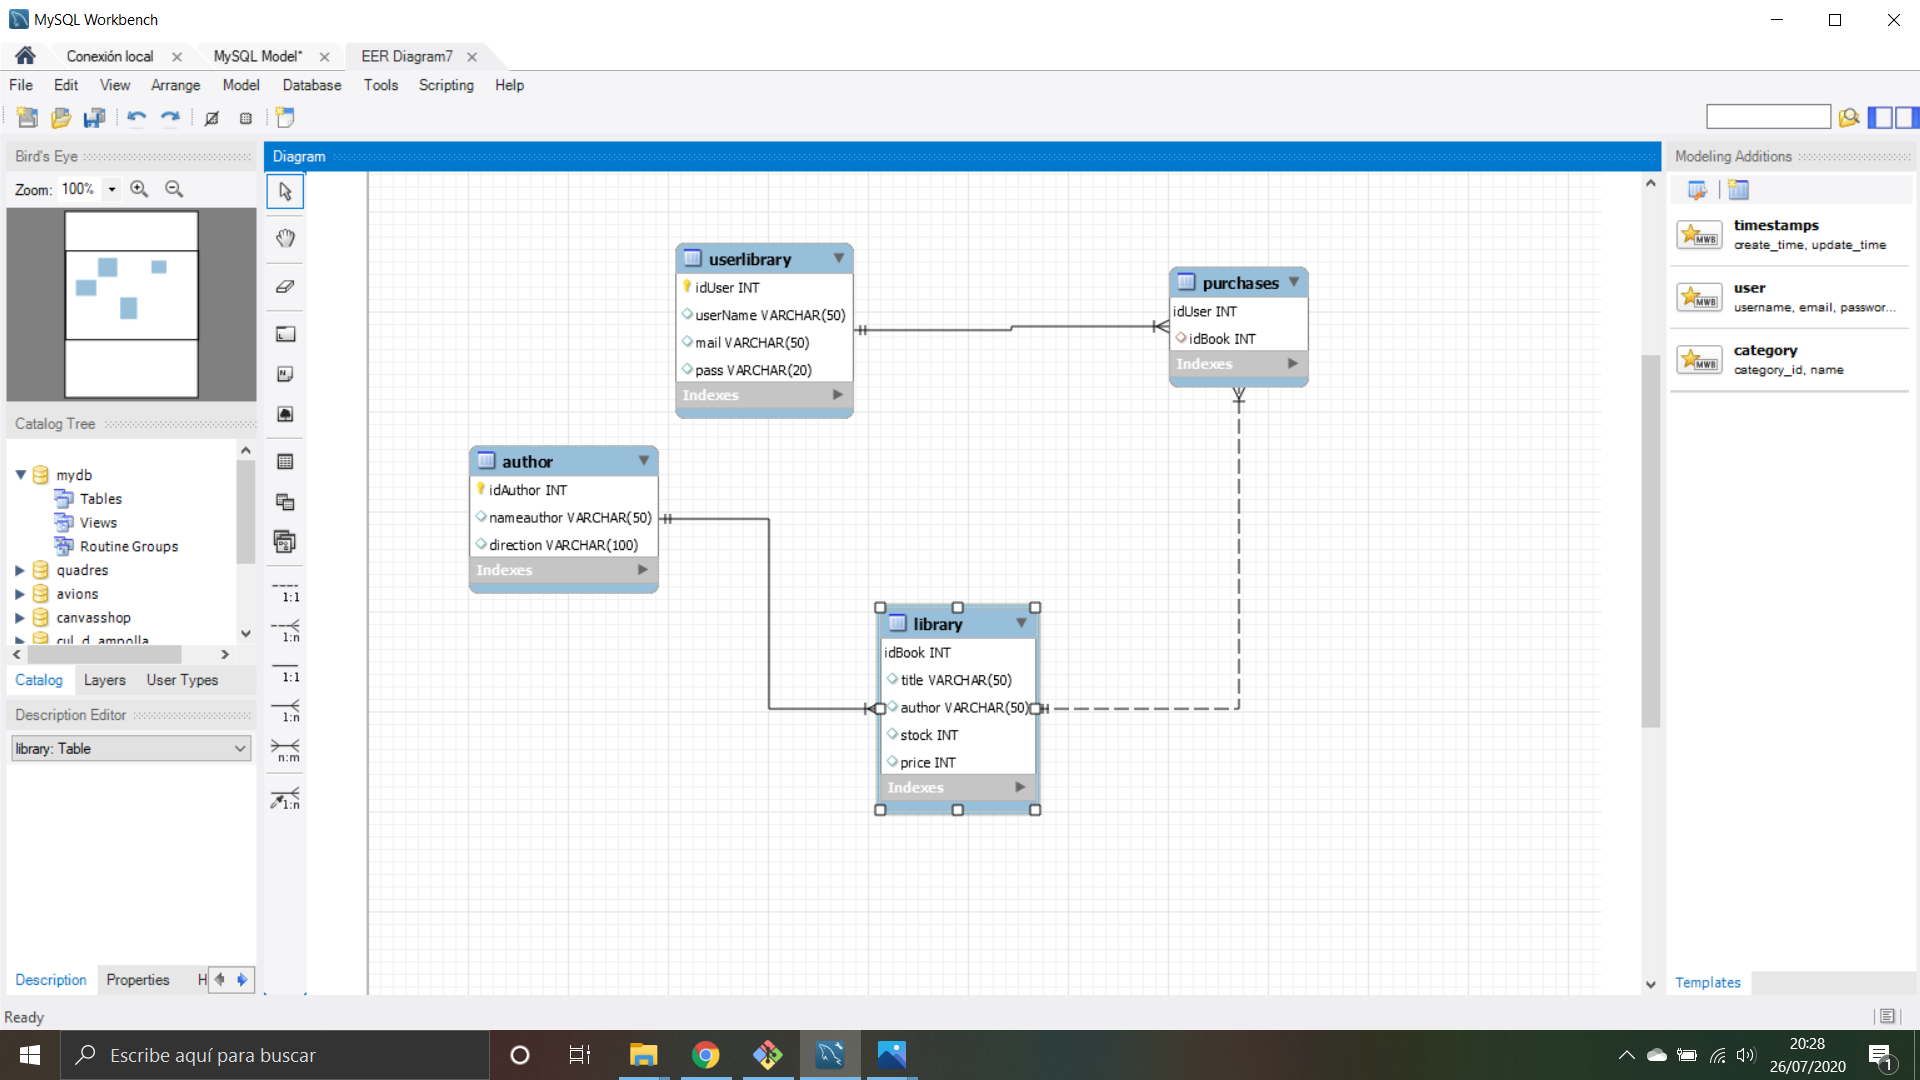 MySQL Workbench
Conexión local
MySQL Model*
EER Diagram7
File Edit View Arrange Model Database Tools Scripting Help
Bird's Eye
Zoom: 100%
Catalog Tree
mydb
Tables
Views
Routine Groups
quadres
avions
canvasshop
cul_d_ampolla
Catalog Layers User Types
Description Editor
library: Table
Description Properties H
Ready
Diagram
1:1
1:n
1:1
1:n
n:m
1:n
userlibrary
idUser INT
userName VARCHAR(50)
mail VARCHAR(50)
pass VARCHAR(20)
Indexes
purchases
idUser INT
idBook INT
Indexes
author
idAuthor INT
nameauthor VARCHAR(50)
direction VARCHAR(100)
Indexes
library
idBook INT
title VARCHAR(50)
author VARCHAR(50)
stock INT
price INT
Indexes
Modeling Additions
MWB
timestamps
create_time, update_time
MWB
user
username, email, passwor...
MWB
category
category_id, name
Templates
Escribe aquí para buscar
20:28
26/07/2020
1